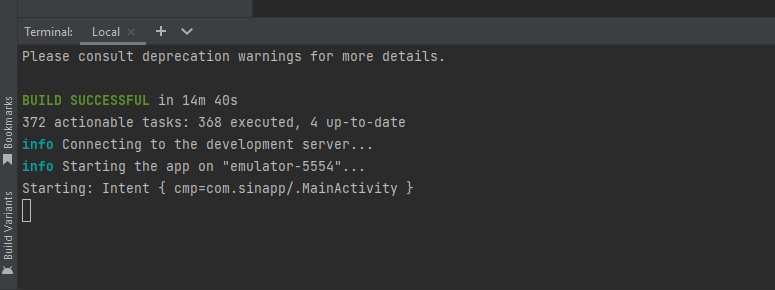 Terminal: Local × + ⌄
Please consult deprecation warnings for more details.
BUILD SUCCESSFUL in 14m 40s
372 actionable tasks: 368 executed, 4 up-to-date
info Connecting to the development server...
info Starting the app on "emulator-5554"...
Starting: Intent { cmp=com.sinapp/.MainActivity }
Bookmarks
Build Variants